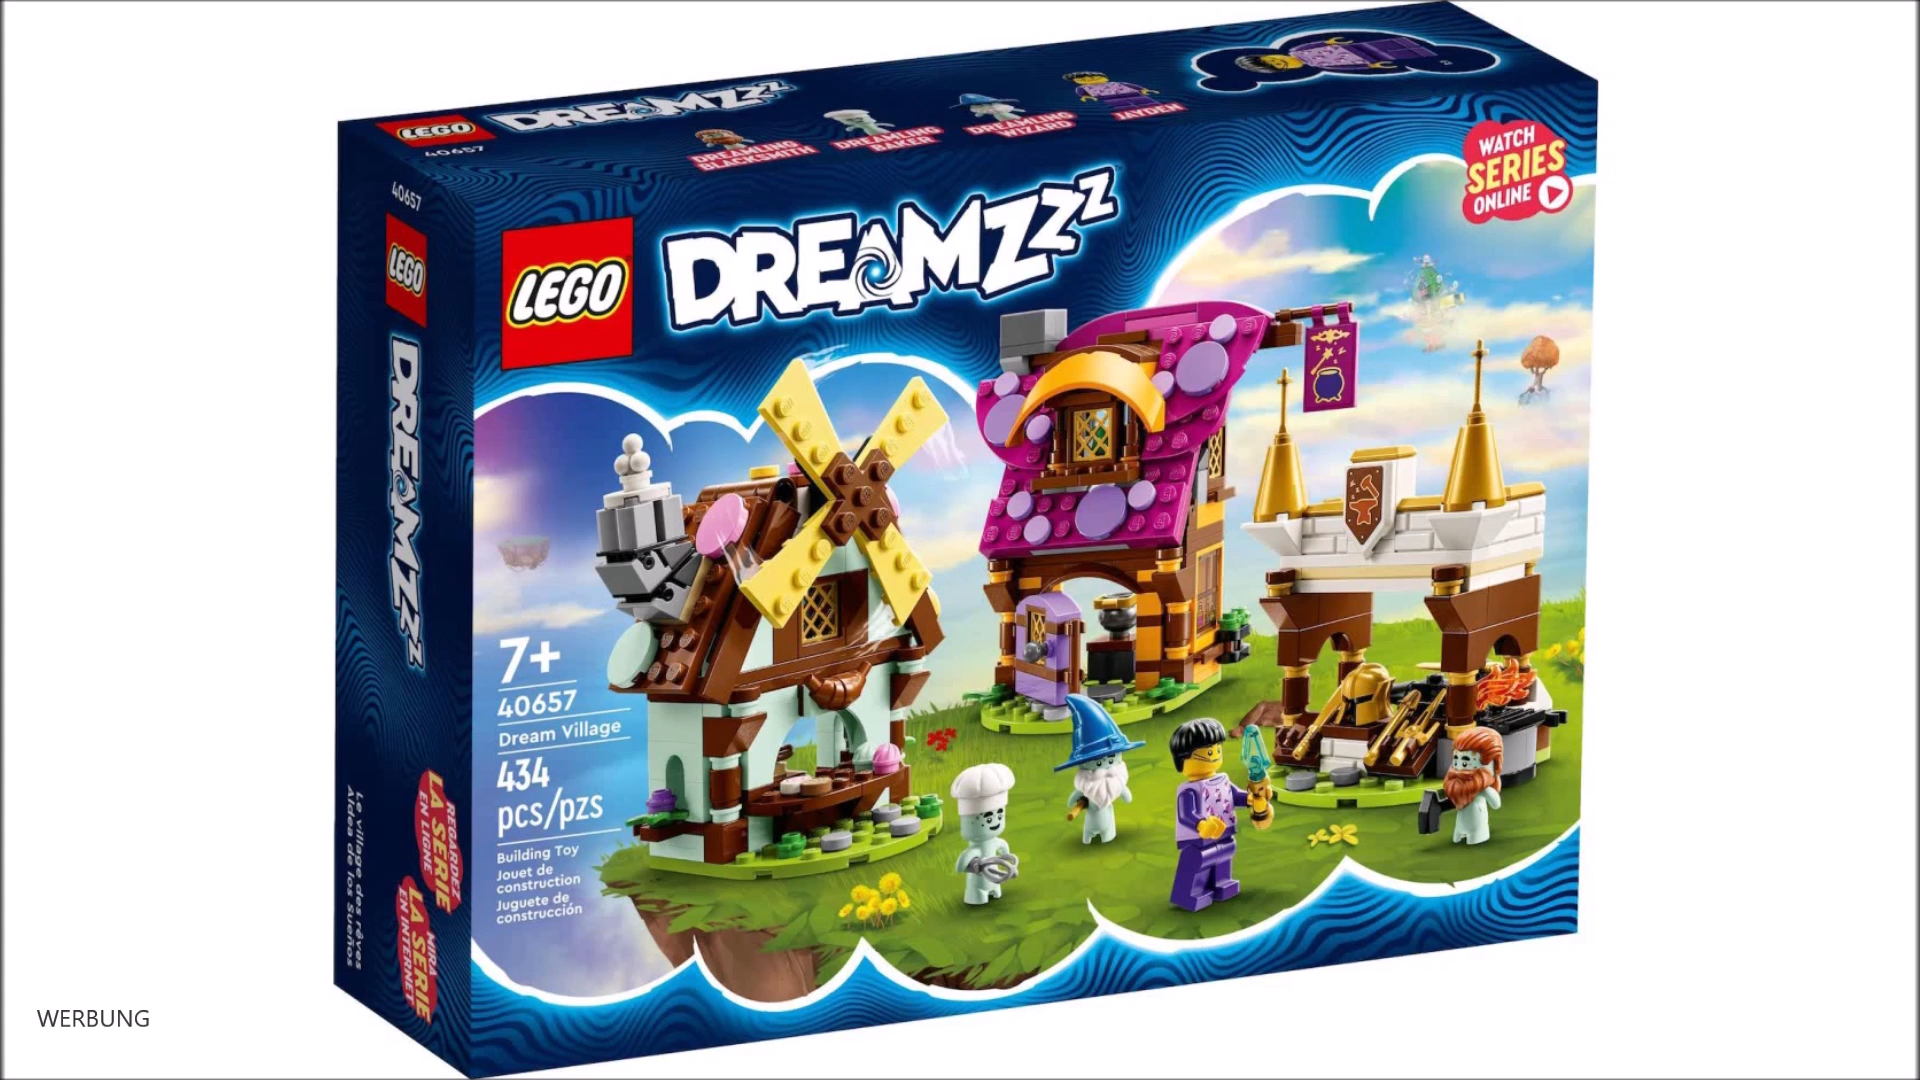 LEGO
DREAMZzz
40657
DREAMLING
BLACKSMITH
DREAMLING
BAKER
DREAMLING
WIZARD
JAYDEN
WATCH
SERIES
ONLINE
40657
LEGO
DREAMZzz
LEGO
DREAMZzz
7+
40657
Dream Village
434
pcs/pzs
Building Toy
Jouet de
construction
Juguete de
construcción
REGARDEZ
LA SÉRIE
EN LIGNE
MIRA
LA SERIE
EN INTERNET
Le village des rêves
Aldea de los Sueños
WERBUNG